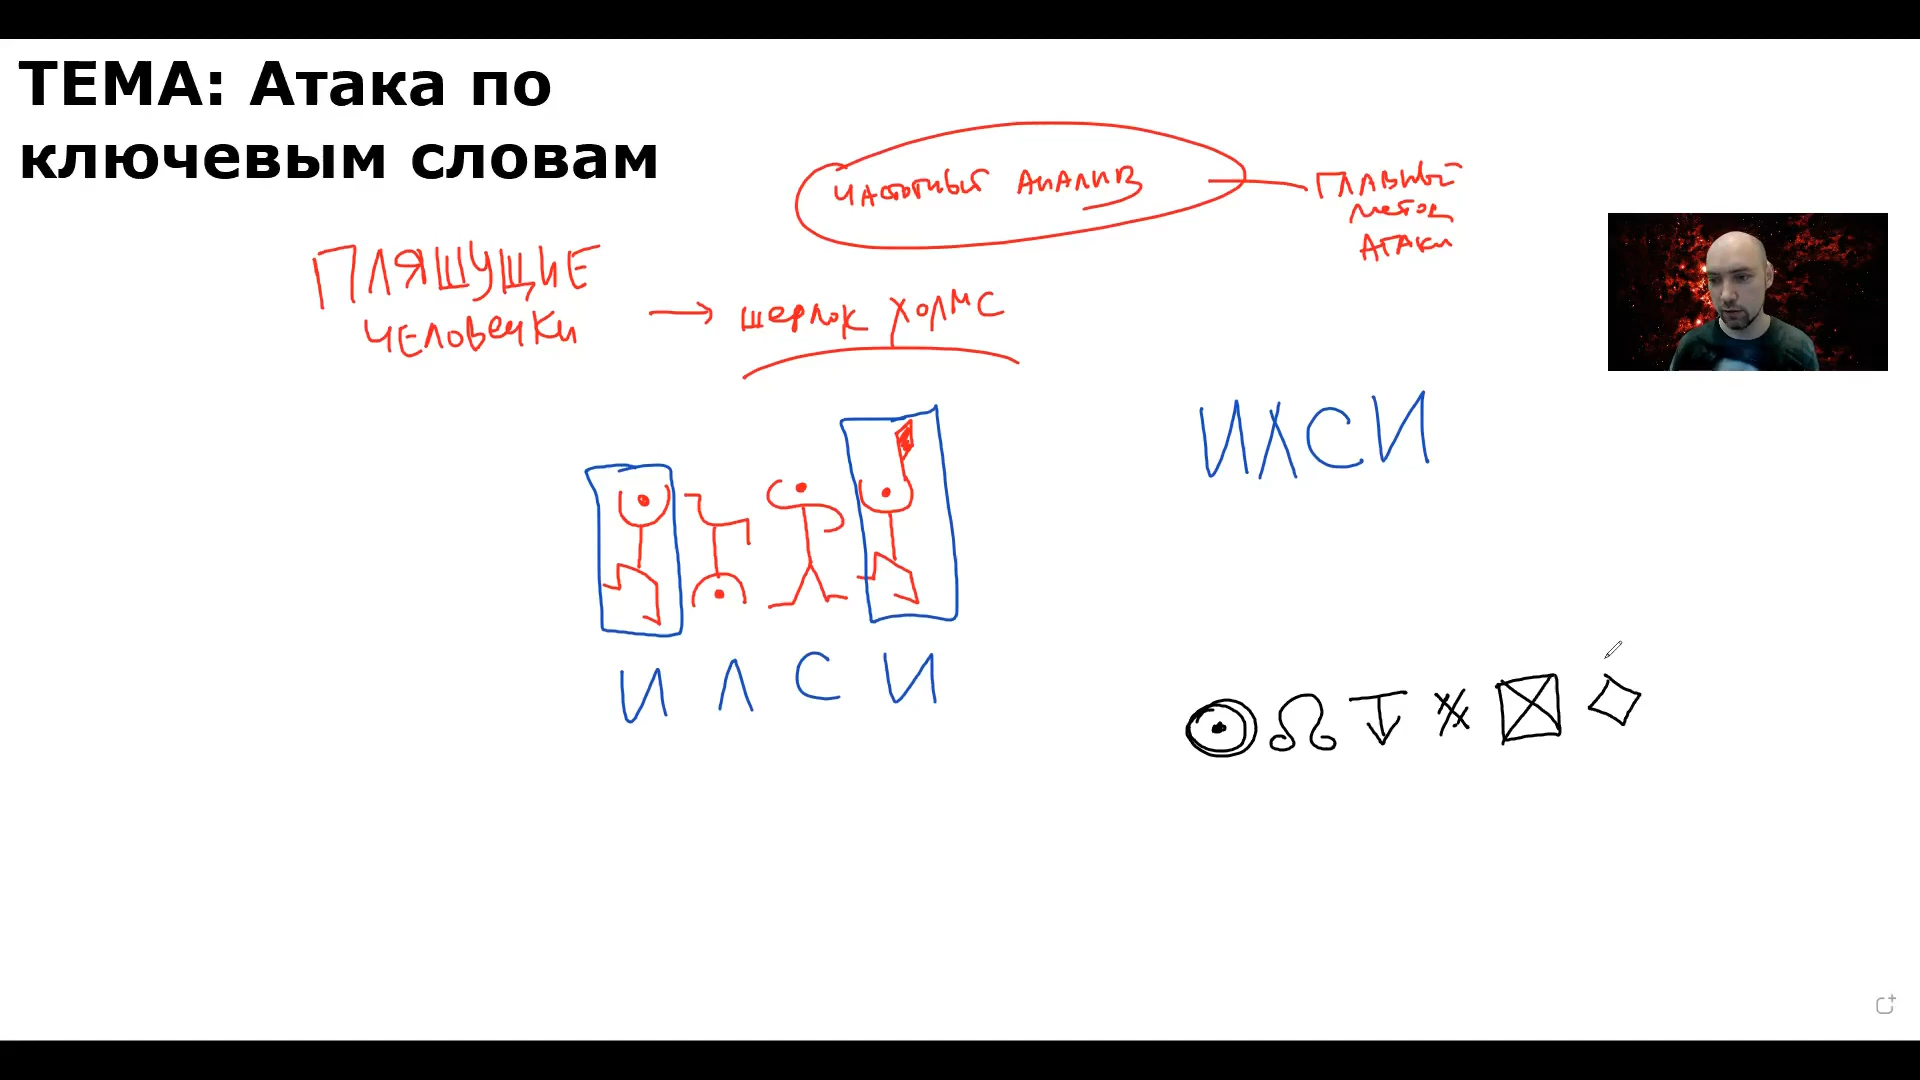 ТЕМА: Атака по
ключевым словам
ЧАСТОТНЫЙ АНАЛИЗ
ГЛАВНЫЙ
МЕТОД
АТАКИ
ПЛЯШУЩИЕ
ЧЕЛОВЕЧКИ
ШЕРЛОК ХОЛМС
ИЛСИ
И Л С И